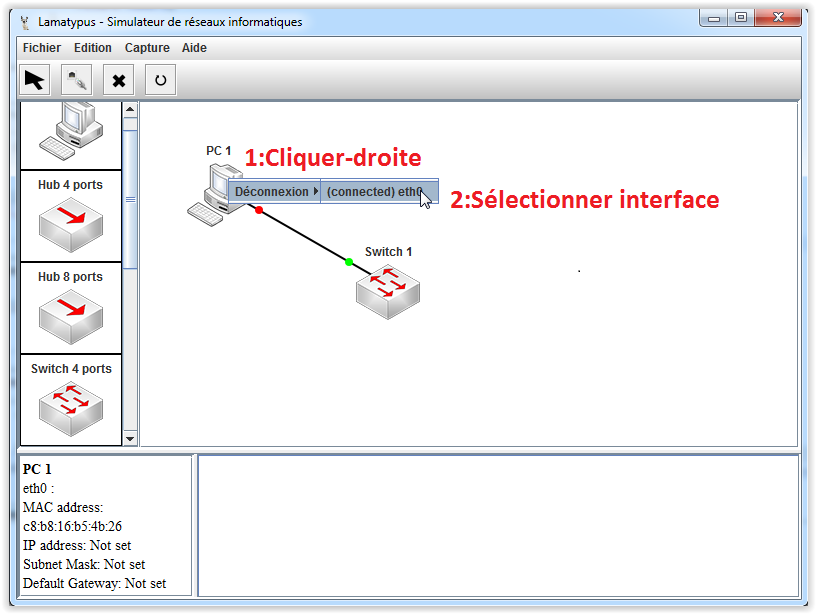 Lamatypus - Simulateur de réseaux informatiques
Fichier Edition Capture Aide
PC 1
1:Cliquer-droite
Déconnexion (connected) eth0
2:Sélectionner interface
Switch 1
Hub 4 ports
Hub 8 ports
Switch 4 ports
PC 1
eth0 :
MAC address:
c8:b8:16:b5:4b:26
IP address: Not set
Subnet Mask: Not set
Default Gateway: Not set